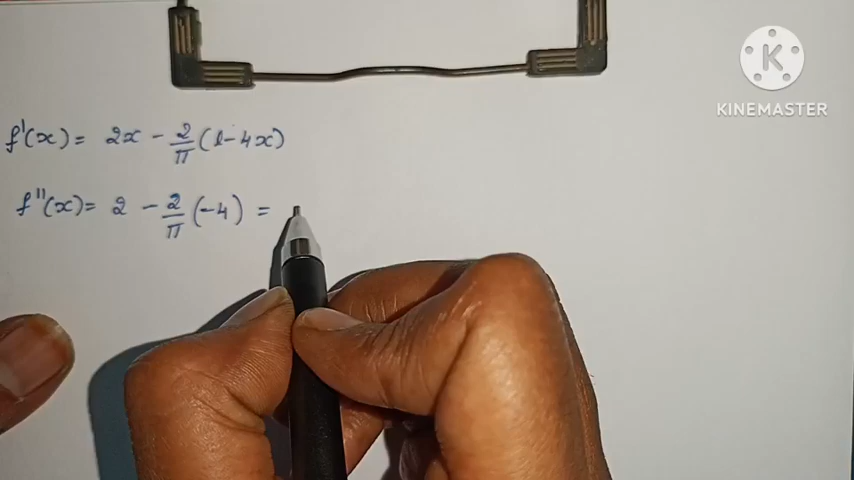 f'(x) = 2x - 2/π (l - 4x)
f''(x) = 2 - 2/π (-4) =
K
KINEMASTER